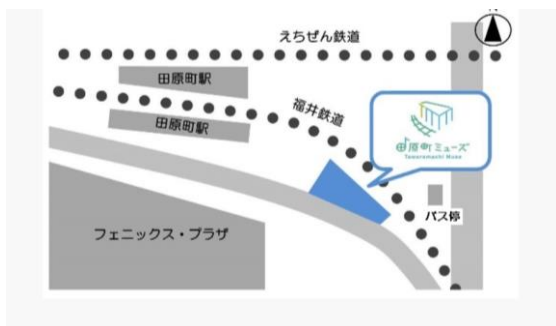 N
えちぜん鉄道
田原町駅
福井鉄道
田原町駅
田原町ミューズ
Tawaramachi Muse
バス停
フェニックス・プラザ